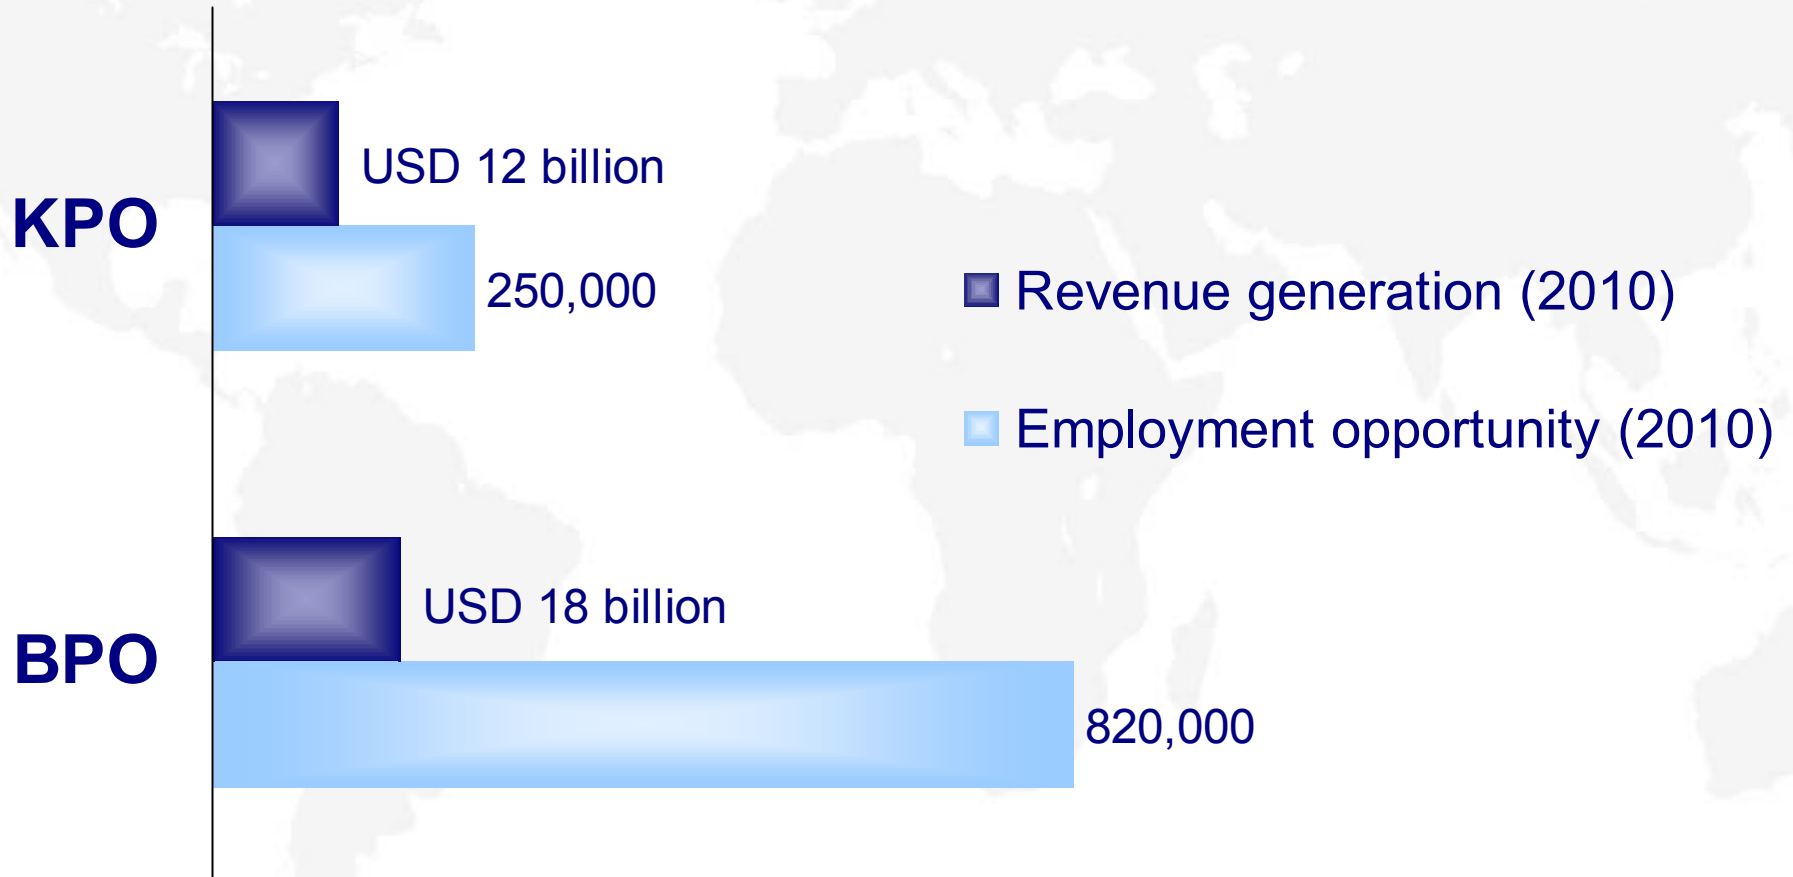 KPO
USD 12 billion
250,000
Revenue generation (2010)
Employment opportunity (2010)
BPO
USD 18 billion
820,000